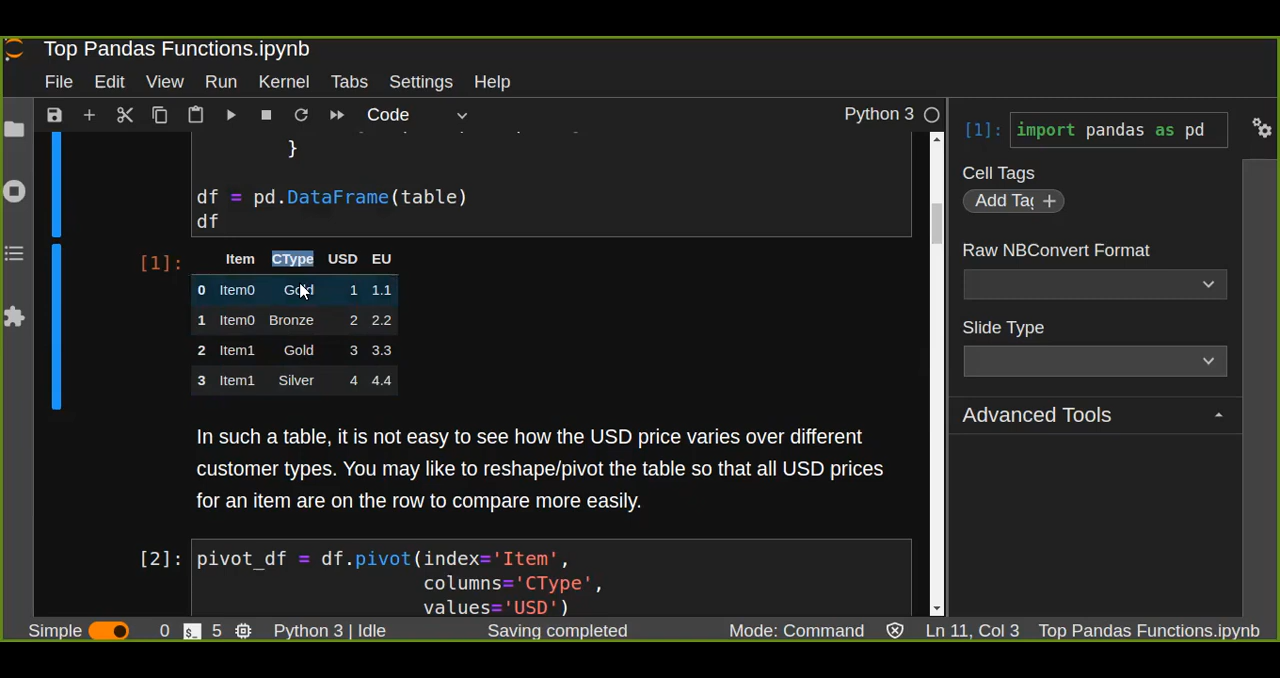 Top Pandas Functions.ipynb
File Edit View Run Kernel Tabs Settings Help
Code Python 3
}
df = pd.DataFrame(table)
df
[1]: Item CType USD EU
0 Item0 Gold 1 1.1
1 Item0 Bronze 2 2.2
2 Item1 Gold 3 3.3
3 Item1 Silver 4 4.4
In such a table, it is not easy to see how the USD price varies over different
customer types. You may like to reshape/pivot the table so that all USD prices
for an item are on the row to compare more easily.
[2]: pivot_df = df.pivot(index='Item',
columns='CType',
values='USD')
[1]: import pandas as pd
Cell Tags
Add Tag +
Raw NBConvert Format
Slide Type
Advanced Tools
Simple 0 $_ 5 Python 3 | Idle Saving completed Mode: Command Ln 11, Col 3 Top Pandas Functions.ipynb